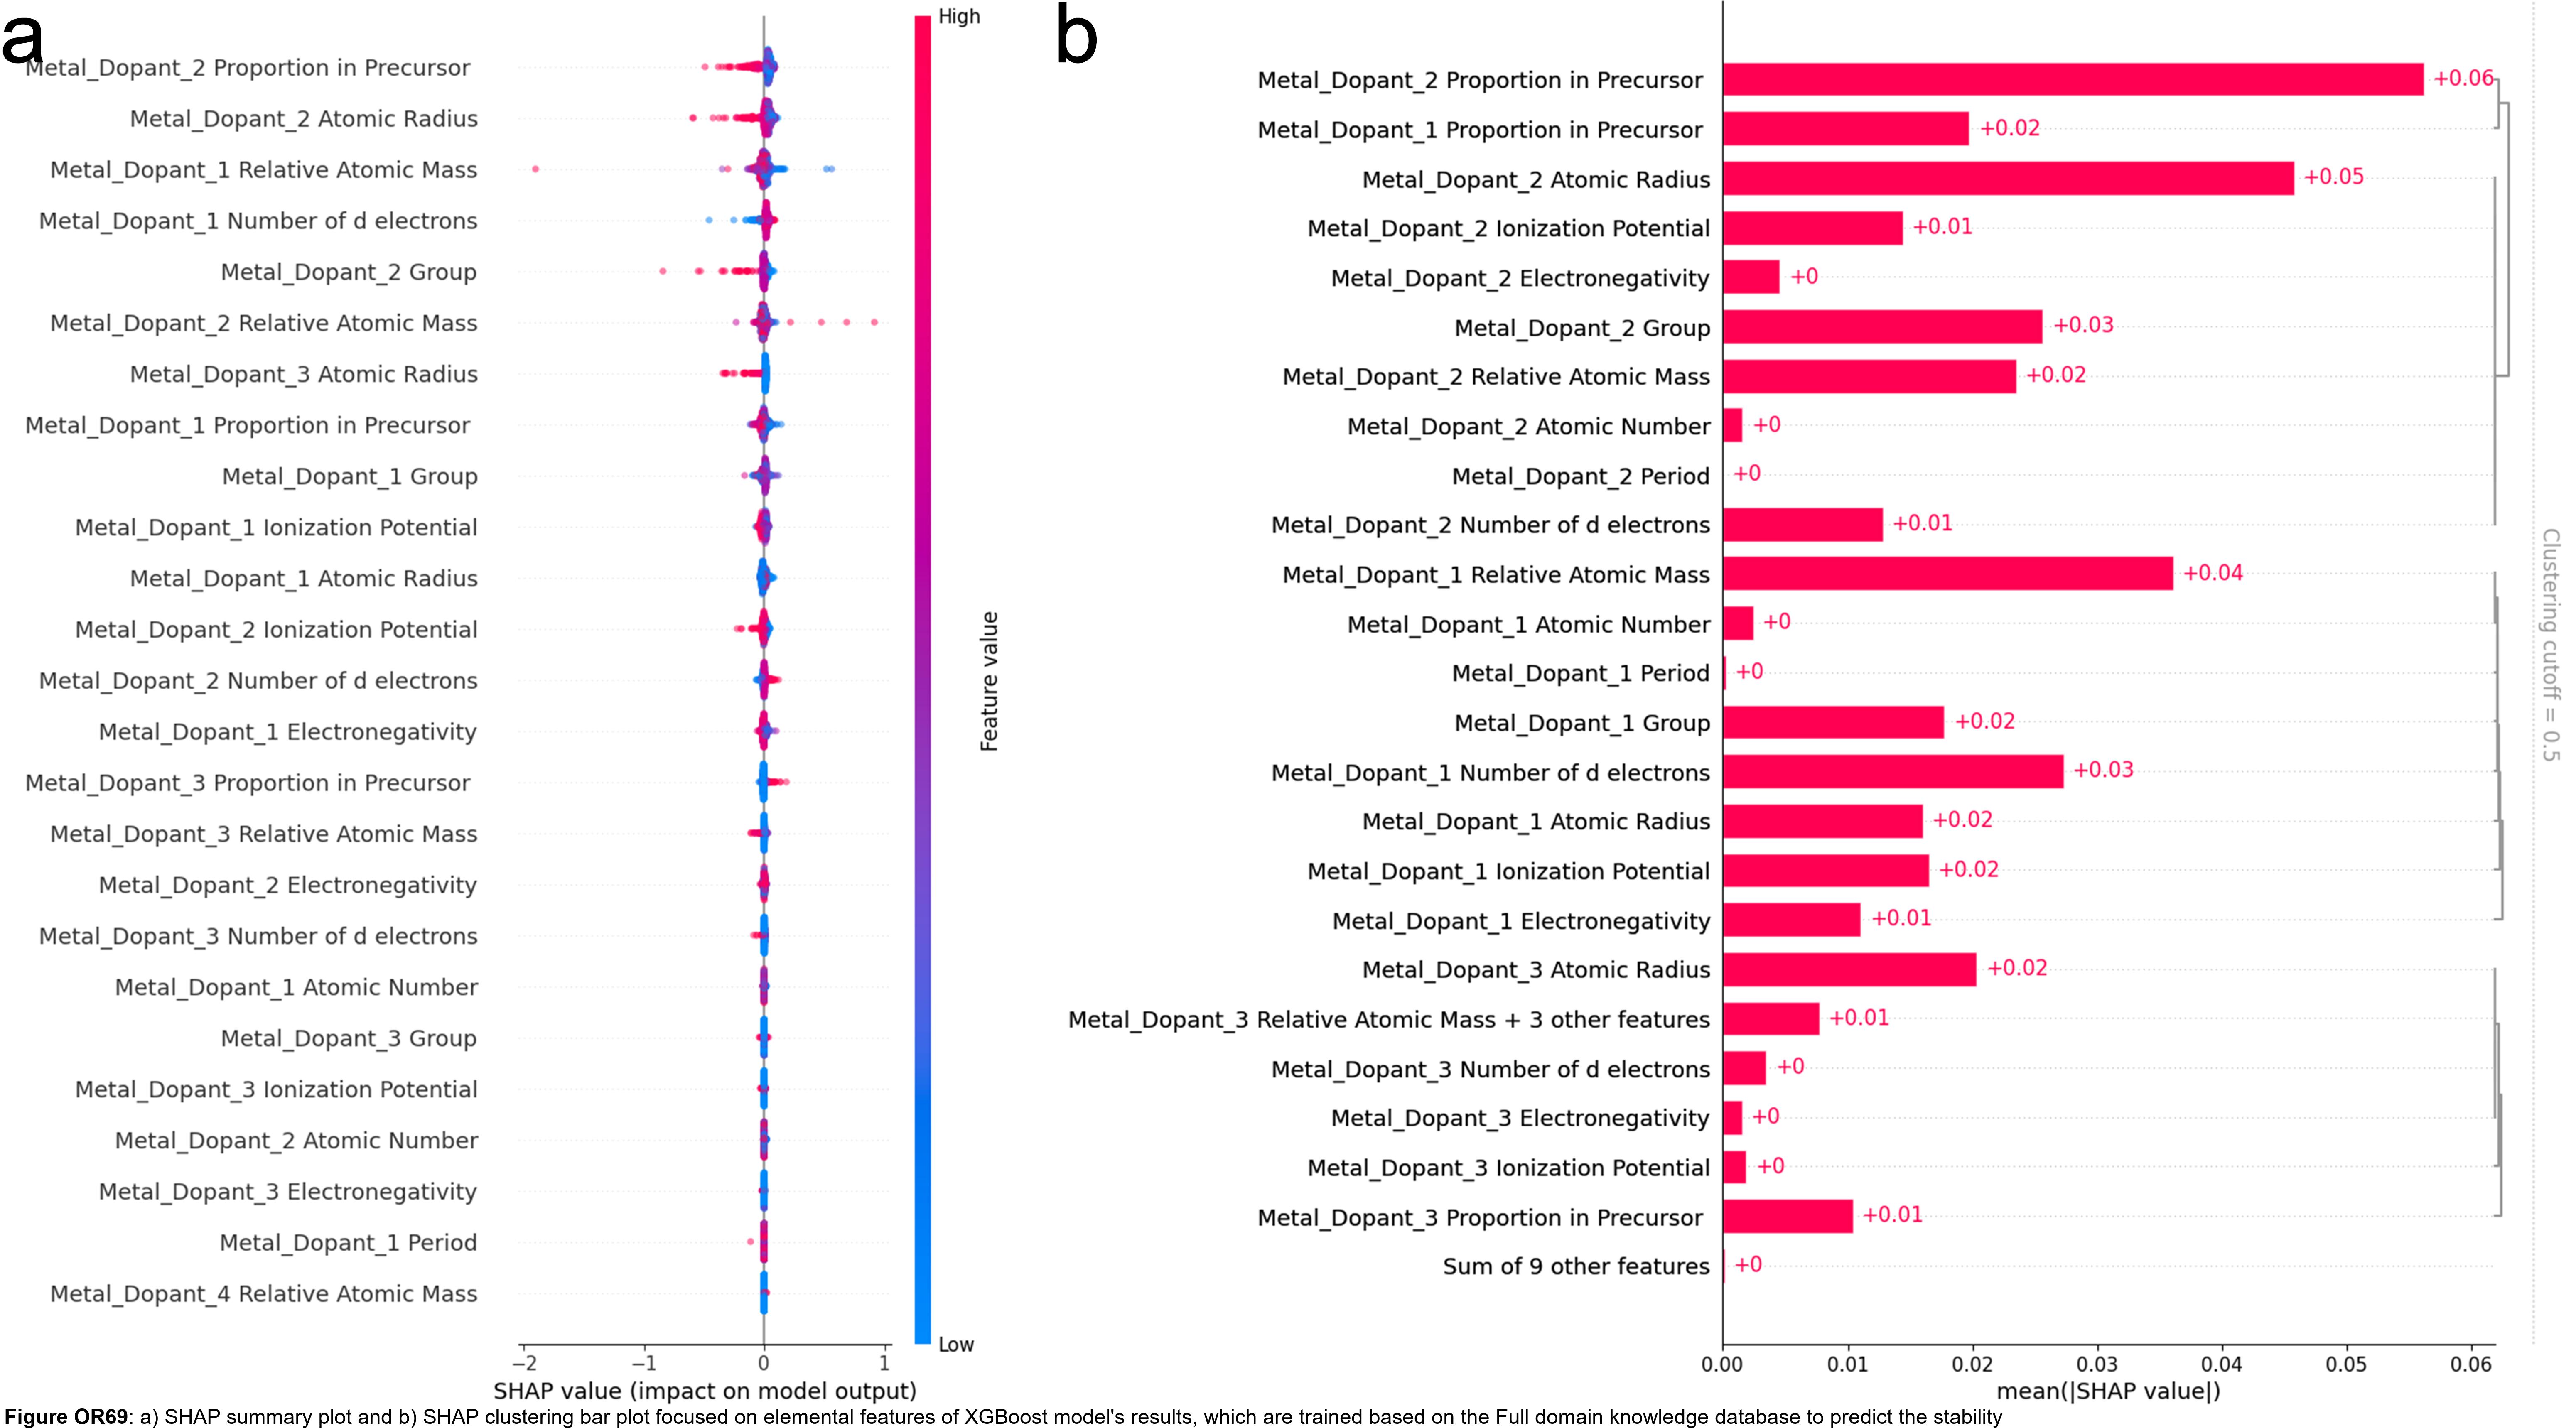 a
High
Metal_Dopant_2 Proportion in Precursor
Metal_Dopant_2 Atomic Radius
Metal_Dopant_1 Relative Atomic Mass
Metal_Dopant_1 Number of d electrons
Metal_Dopant_2 Group
Metal_Dopant_2 Relative Atomic Mass
Metal_Dopant_3 Atomic Radius
Metal_Dopant_1 Proportion in Precursor
Metal_Dopant_1 Group
Metal_Dopant_1 Ionization Potential
Metal_Dopant_1 Atomic Radius
Metal_Dopant_2 Ionization Potential
Metal_Dopant_2 Number of d electrons
Metal_Dopant_1 Electronegativity
Metal_Dopant_3 Proportion in Precursor
Metal_Dopant_3 Relative Atomic Mass
Metal_Dopant_2 Electronegativity
Metal_Dopant_3 Number of d electrons
Metal_Dopant_1 Atomic Number
Metal_Dopant_3 Group
Metal_Dopant_3 Ionization Potential
Metal_Dopant_2 Atomic Number
Metal_Dopant_3 Electronegativity
Metal_Dopant_1 Period
Metal_Dopant_4 Relative Atomic Mass
Feature value
Low
−2 −1 0 1
SHAP value (impact on model output)
b
Metal_Dopant_2 Proportion in Precursor +0.06
Metal_Dopant_1 Proportion in Precursor +0.02
Metal_Dopant_2 Atomic Radius +0.05
Metal_Dopant_2 Ionization Potential +0.01
Metal_Dopant_2 Electronegativity +0
Metal_Dopant_2 Group +0.03
Metal_Dopant_2 Relative Atomic Mass +0.02
Metal_Dopant_2 Atomic Number +0
Metal_Dopant_2 Period +0
Metal_Dopant_2 Number of d electrons +0.01
Metal_Dopant_1 Relative Atomic Mass +0.04
Metal_Dopant_1 Atomic Number +0
Metal_Dopant_1 Period +0
Metal_Dopant_1 Group +0.02
Metal_Dopant_1 Number of d electrons +0.03
Metal_Dopant_1 Atomic Radius +0.02
Metal_Dopant_1 Ionization Potential +0.02
Metal_Dopant_1 Electronegativity +0.01
Metal_Dopant_3 Atomic Radius +0.02
Metal_Dopant_3 Relative Atomic Mass + 3 other features +0.01
Metal_Dopant_3 Number of d electrons +0
Metal_Dopant_3 Electronegativity +0
Metal_Dopant_3 Ionization Potential +0
Metal_Dopant_3 Proportion in Precursor +0.01
Sum of 9 other features +0
Clustering cutoff = 0.5
0.00 0.01 0.02 0.03 0.04 0.05 0.06
mean(|SHAP value|)
Figure OR69: a) SHAP summary plot and b) SHAP clustering bar plot focused on elemental features of XGBoost model's results, which are trained based on the Full domain knowledge database to predict the stability